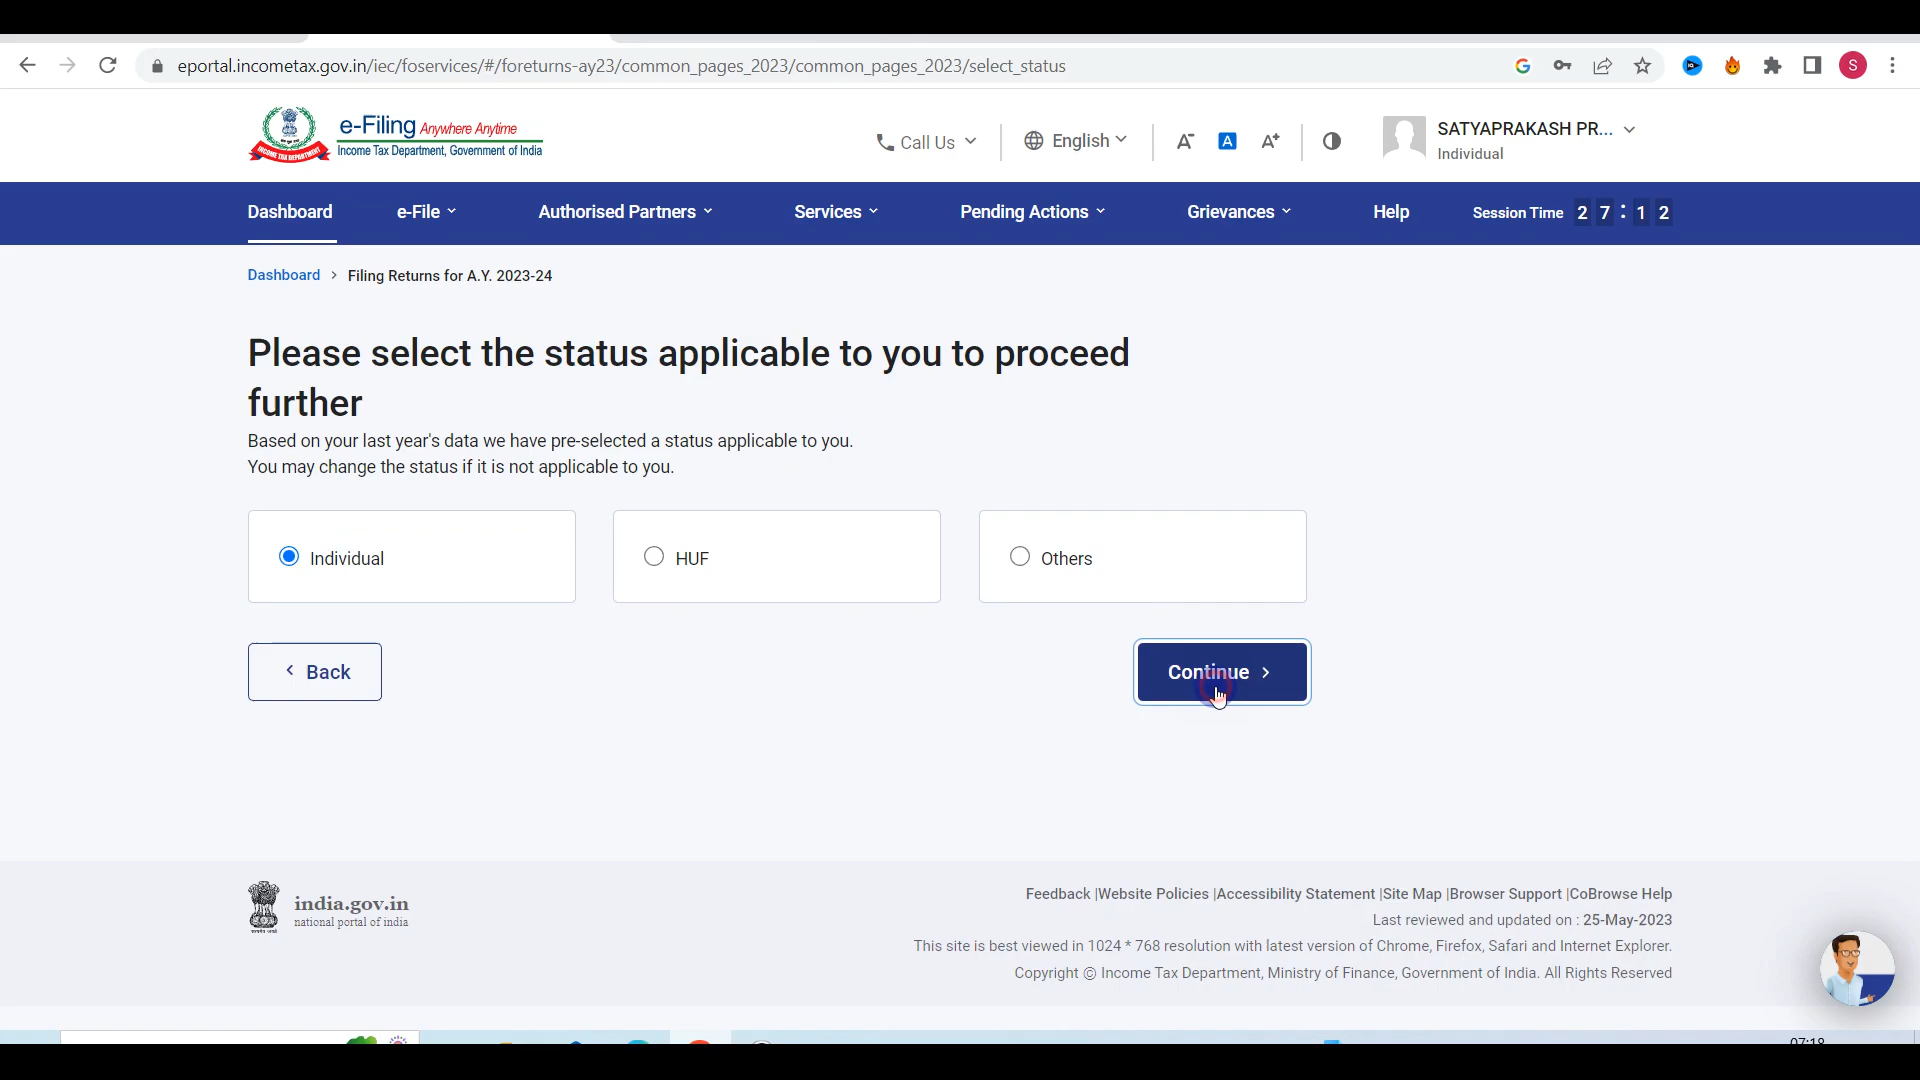 eportal.incometax.gov.in/iec/foservices/#/foreturns-ay23/common_pages_2023/common_pages_2023/select_status
S
e-Filing Anywhere Anytime
Income Tax Department, Government of India
INCOME TAX DEPARTMENT
Call Us
English
A-
A
A+
SATYAPRAKASH PR...
Individual
Dashboard
e-File
Authorised Partners
Services
Pending Actions
Grievances
Help
Session Time 2 7 : 1 2
Dashboard > Filing Returns for A.Y. 2023-24
Please select the status applicable to you to proceed
further
Based on your last year's data we have pre-selected a status applicable to you.
You may change the status if it is not applicable to you.
Individual
HUF
Others
Back
Continue
india.gov.in
national portal of india
Feedback |Website Policies |Accessibility Statement |Site Map |Browser Support |CoBrowse Help
Last reviewed and updated on : 25-May-2023
This site is best viewed in 1024 * 768 resolution with latest version of Chrome, Firefox, Safari and Internet Explorer.
Copyright © Income Tax Department, Ministry of Finance, Government of India. All Rights Reserved
07:18